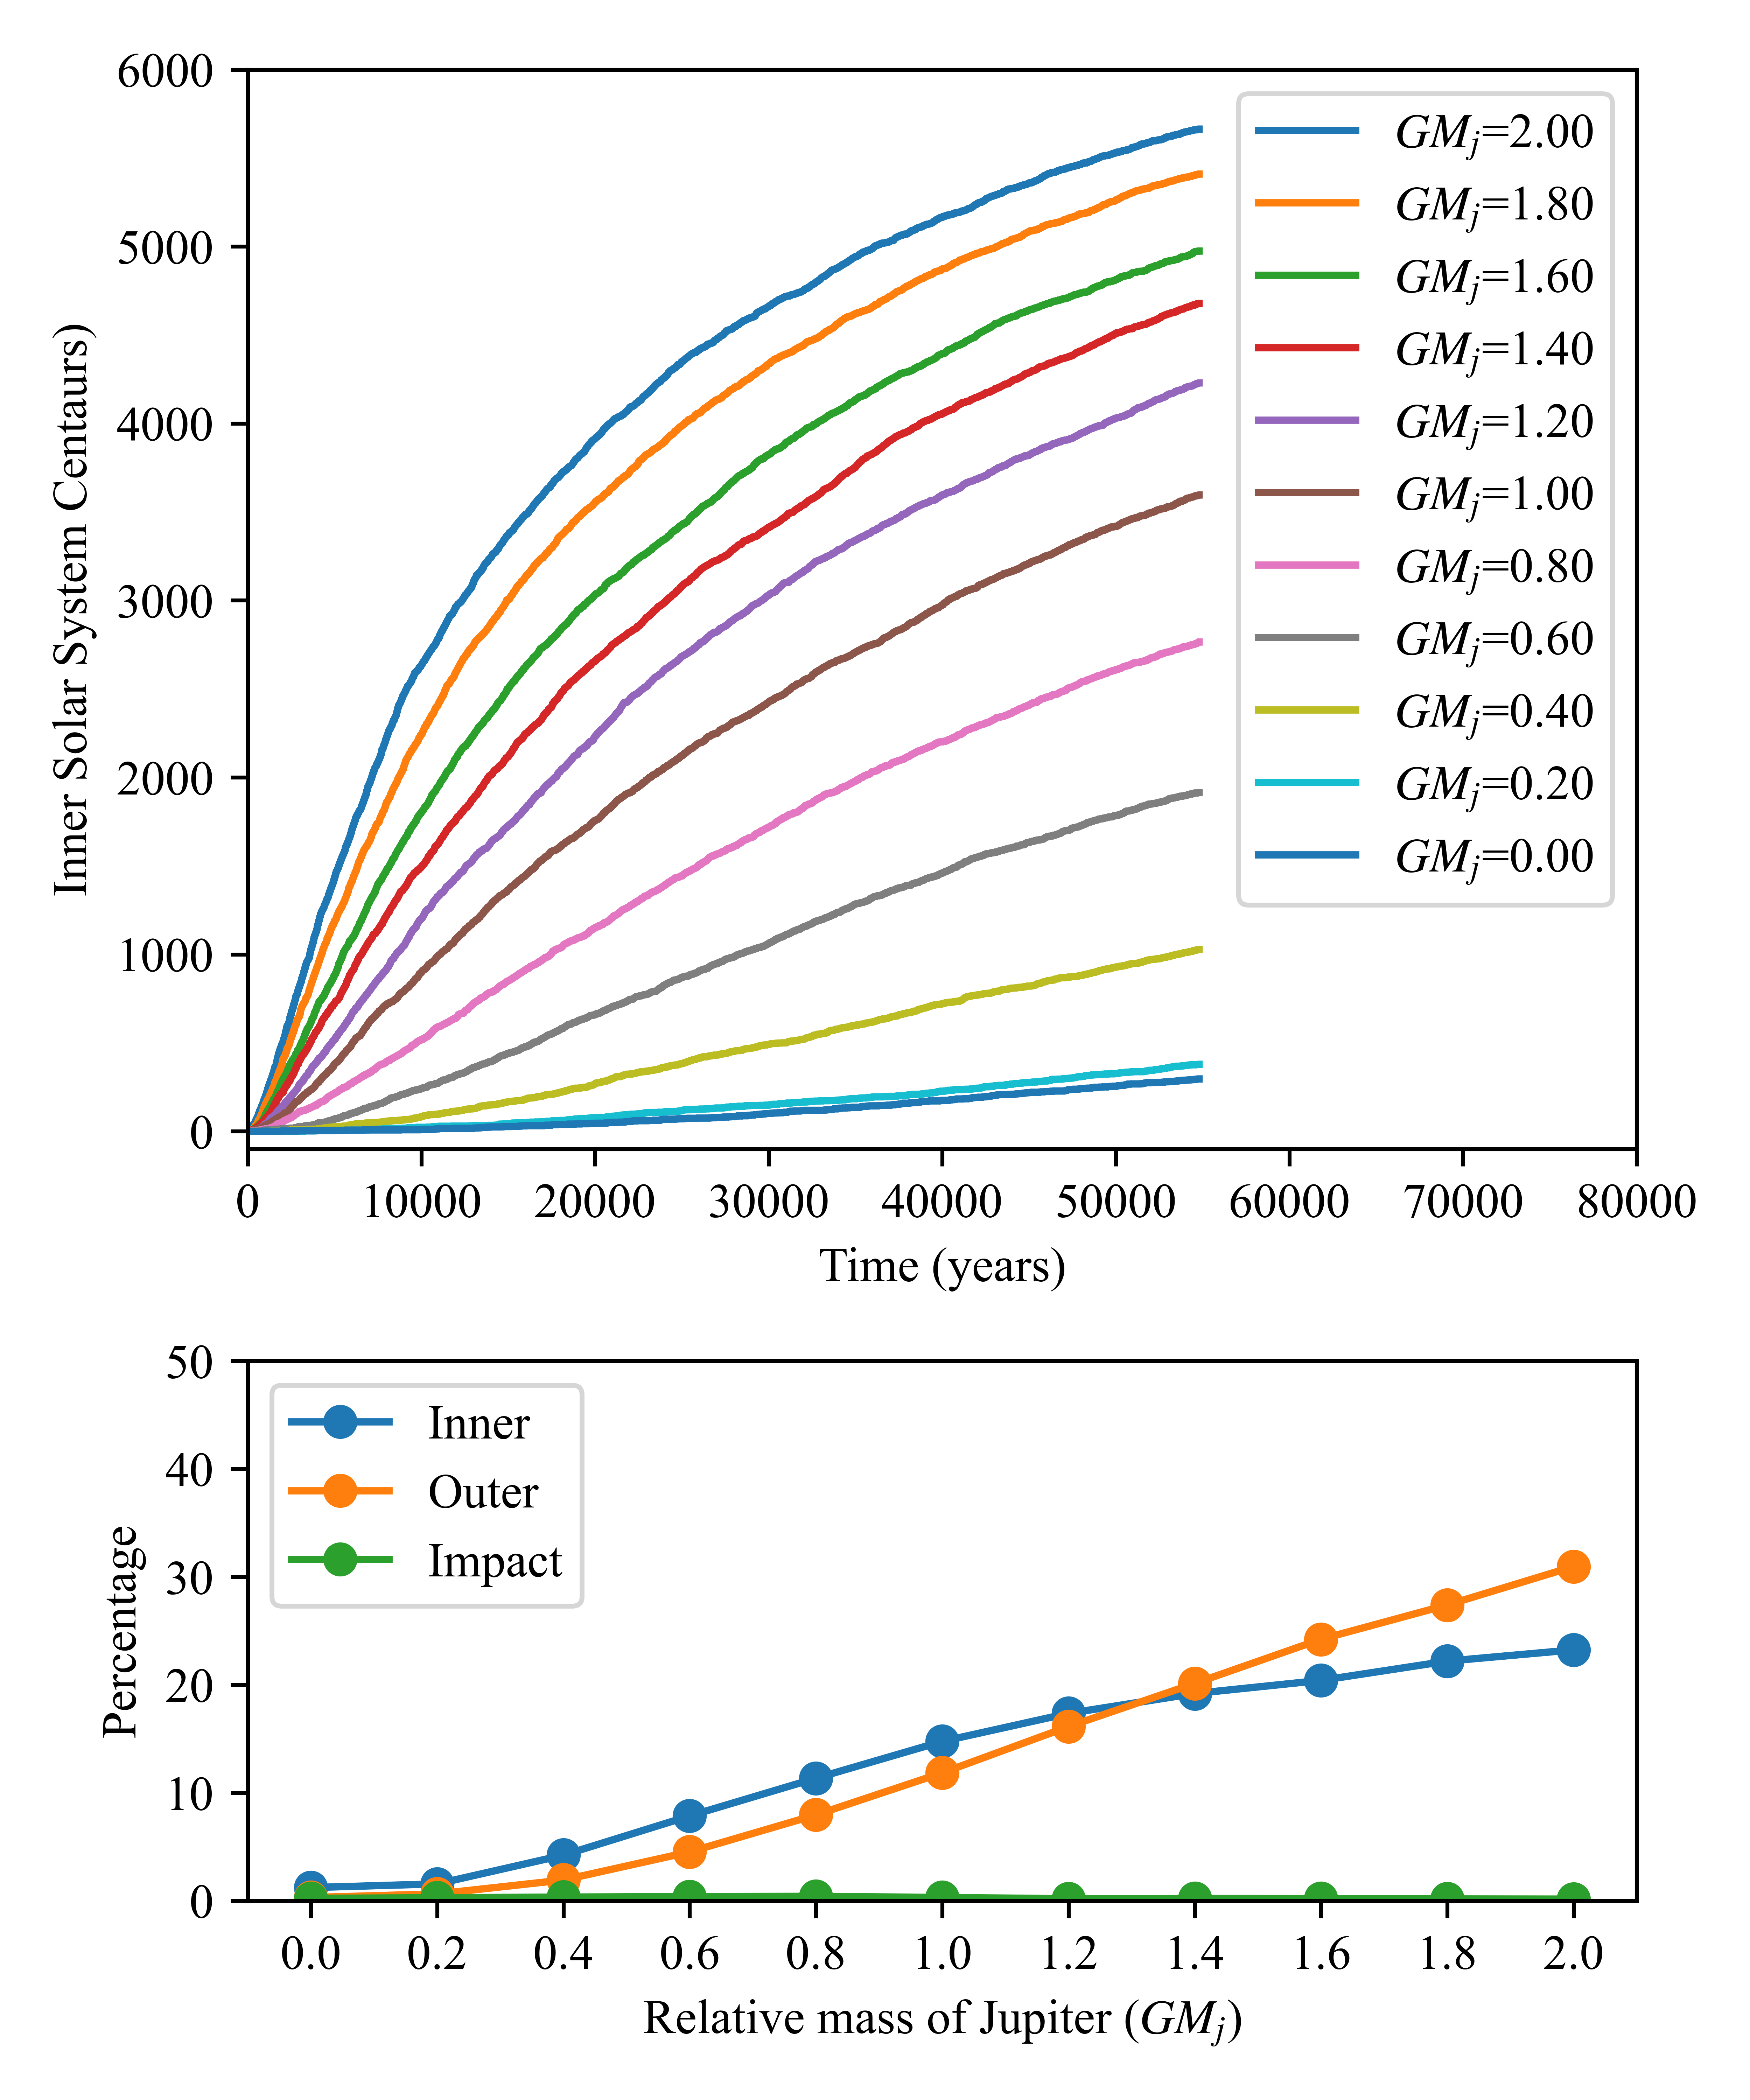 6000
5000
4000
3000
2000
1000
0
Inner Solar System Centaurs)
GMj=2.00
GMj=1.80
GMj=1.60
GMj=1.40
GMj=1.20
GMj=1.00
GMj=0.80
GMj=0.60
GMj=0.40
GMj=0.20
GMj=0.00
0 10000 20000 30000 40000 50000 60000 70000 80000
Time (years)
50
40
30
20
10
0
Percentage
Inner
Outer
Impact
0.0 0.2 0.4 0.6 0.8 1.0 1.2 1.4 1.6 1.8 2.0
Relative mass of Jupiter (GMj)